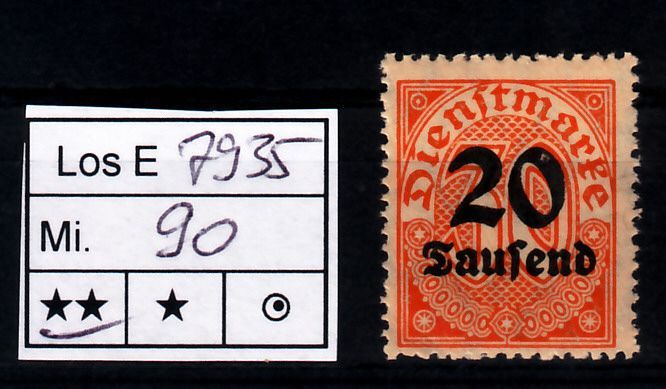 Los E 7935
Mi. 90
Dienstmarke
20
Tausend